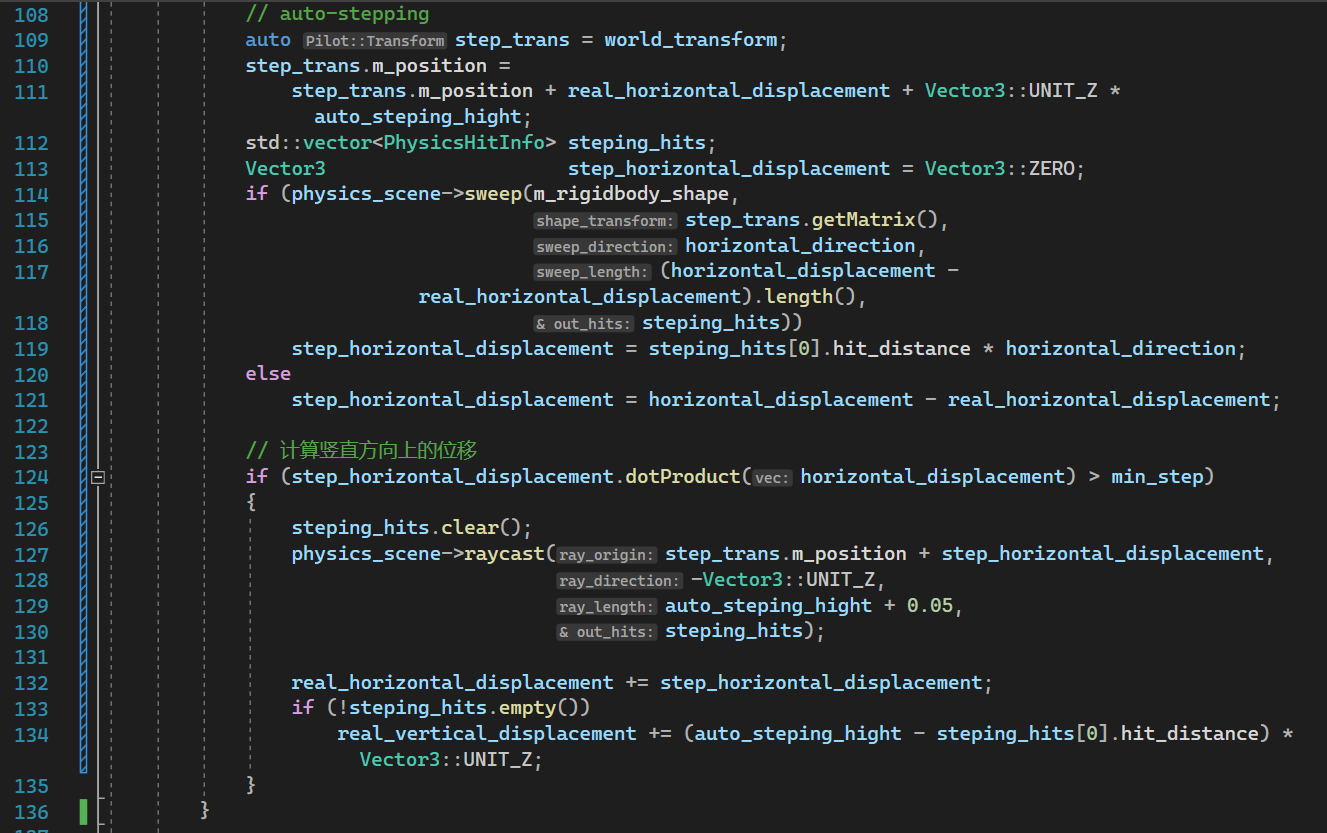 108 // auto-stepping
109 auto Pilot::Transform step_trans = world_transform;
110 step_trans.m_position =
111 step_trans.m_position + real_horizontal_displacement + Vector3::UNIT_Z *
auto_steping_hight;
112 std::vector<PhysicsHitInfo> steping_hits;
113 Vector3 step_horizontal_displacement = Vector3::ZERO;
114 if (physics_scene->sweep(m_rigidbody_shape,
115 shape_transform: step_trans.getMatrix(),
116 sweep_direction: horizontal_direction,
117 sweep_length: (horizontal_displacement -
real_horizontal_displacement).length(),
118 & out_hits: steping_hits))
119 step_horizontal_displacement = steping_hits[0].hit_distance * horizontal_direction;
120 else
121 step_horizontal_displacement = horizontal_displacement - real_horizontal_displacement;
122
123 // 计算竖直方向上的位移
124 if (step_horizontal_displacement.dotProduct(vec: horizontal_displacement) > min_step)
125 {
126 steping_hits.clear();
127 physics_scene->raycast(ray_origin: step_trans.m_position + step_horizontal_displacement,
128 ray_direction: -Vector3::UNIT_Z,
129 ray_length: auto_steping_hight + 0.05,
130 & out_hits: steping_hits);
131
132 real_horizontal_displacement += step_horizontal_displacement;
133 if (!steping_hits.empty())
134 real_vertical_displacement += (auto_steping_hight - steping_hits[0].hit_distance) *
Vector3::UNIT_Z;
135 }
136 }